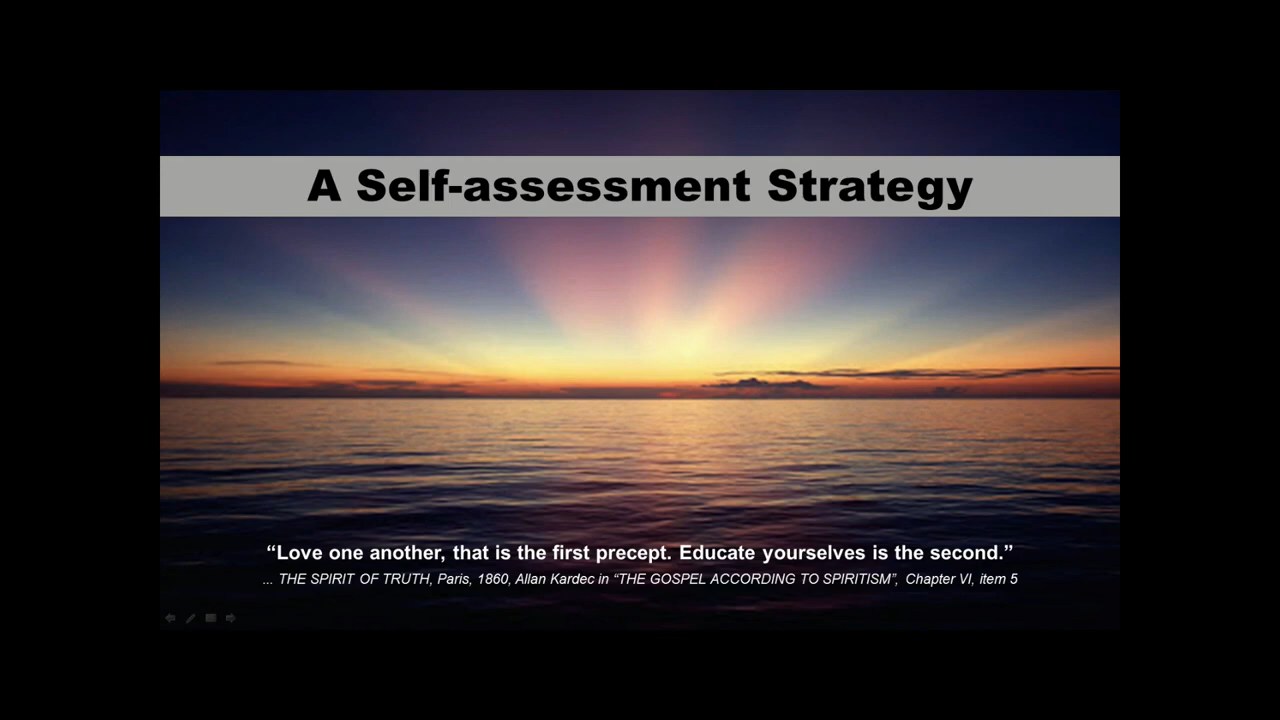 A Self-assessment Strategy
“Love one another, that is the first precept. Educate yourselves is the second.”
... THE SPIRIT OF TRUTH, Paris, 1860, Allan Kardec in “THE GOSPEL ACCORDING TO SPIRITISM”, Chapter VI, item 5